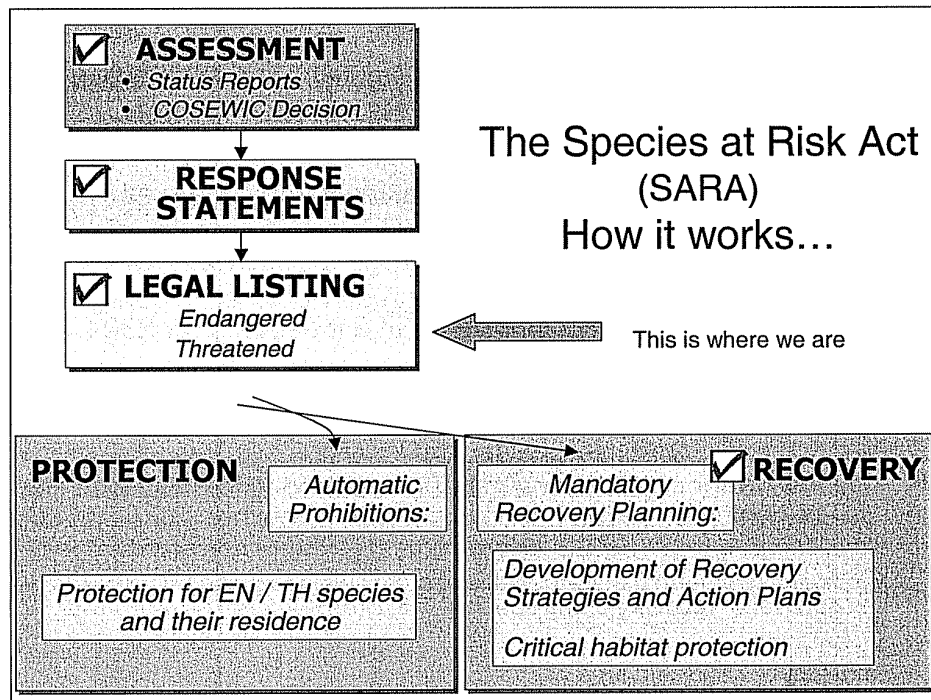 ASSESSMENT
• Status Reports
• COSEWIC Decision
RESPONSE
STATEMENTS
LEGAL LISTING
Endangered
Threatened
The Species at Risk Act
(SARA)
How it works…
This is where we are
PROTECTION
Automatic
Prohibitions:
Protection for EN / TH species
and their residence
RECOVERY
Mandatory
Recovery Planning:
Development of Recovery
Strategies and Action Plans
Critical habitat protection